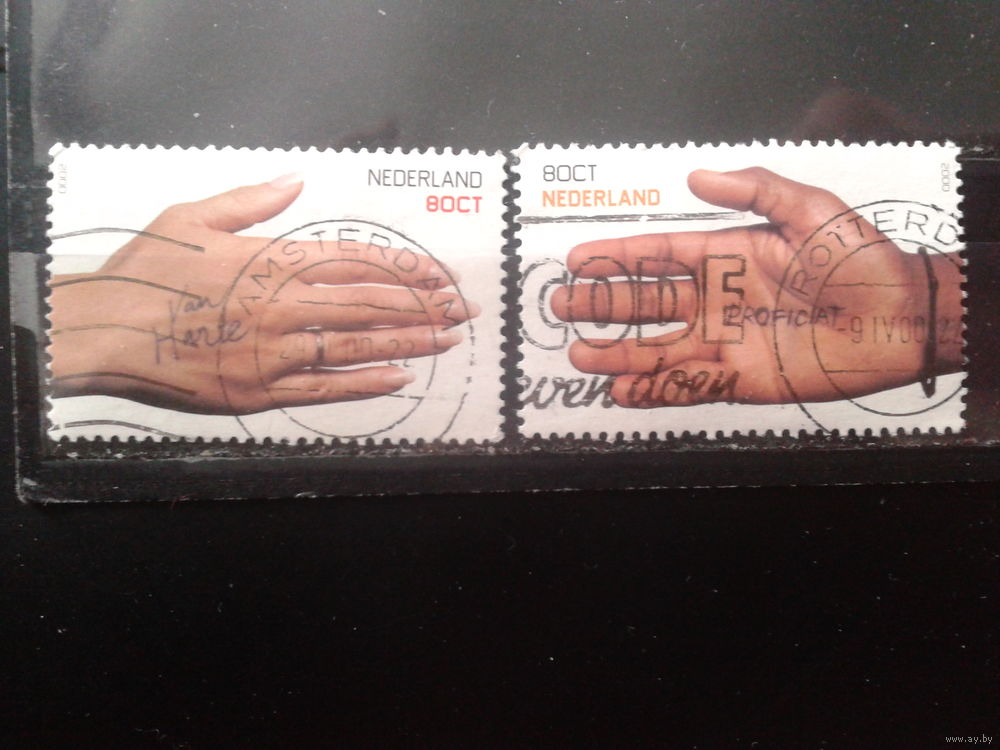 2000
NEDERLAND
80CT
Van
Harte
AMSTERDAM
80CT
NEDERLAND
2000
CODE
PROFICIAT
even doen
ROTTERD
-9 IV 00-22
www.ay.by